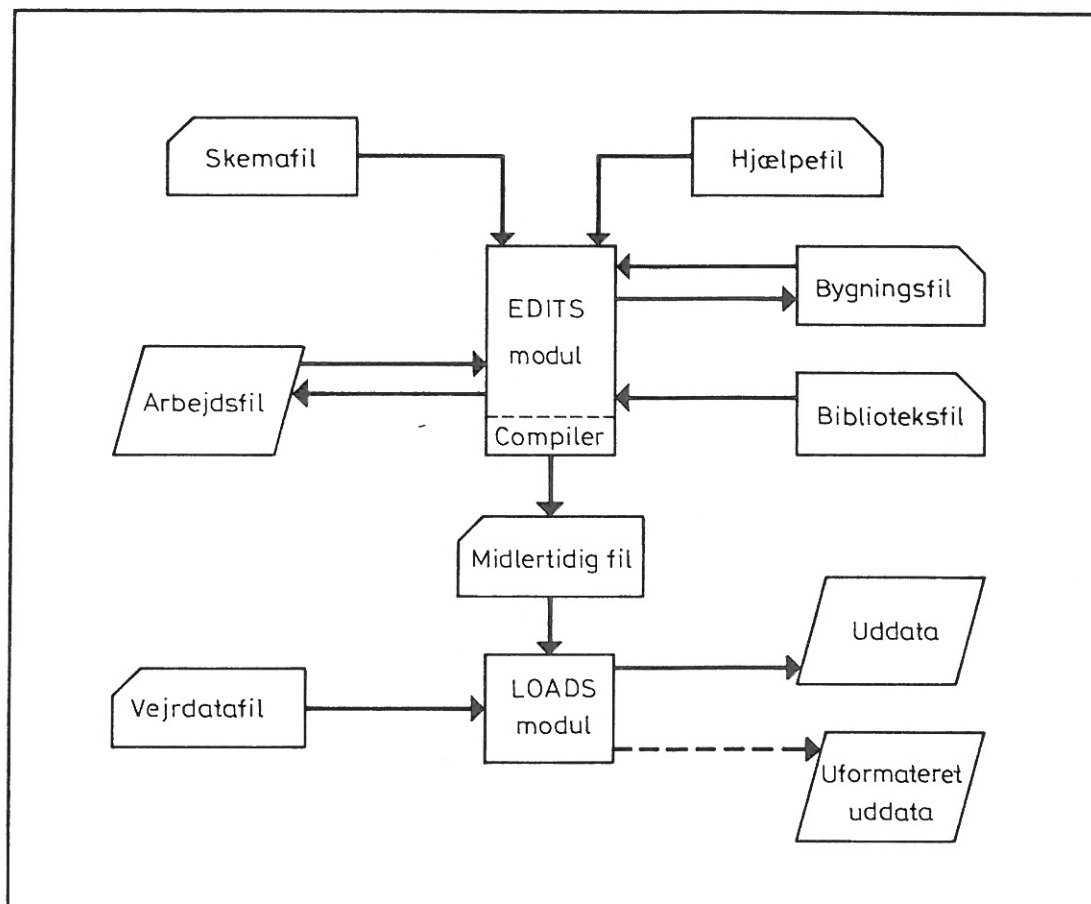 Skemafil
Hjælpefil
EDITS
modul
Compiler
Bygningsfil
Arbejdsfil
Biblioteksfil
Midlertidig fil
Uddata
Vejrdatafil
LOADS
modul
Uformateret
uddata